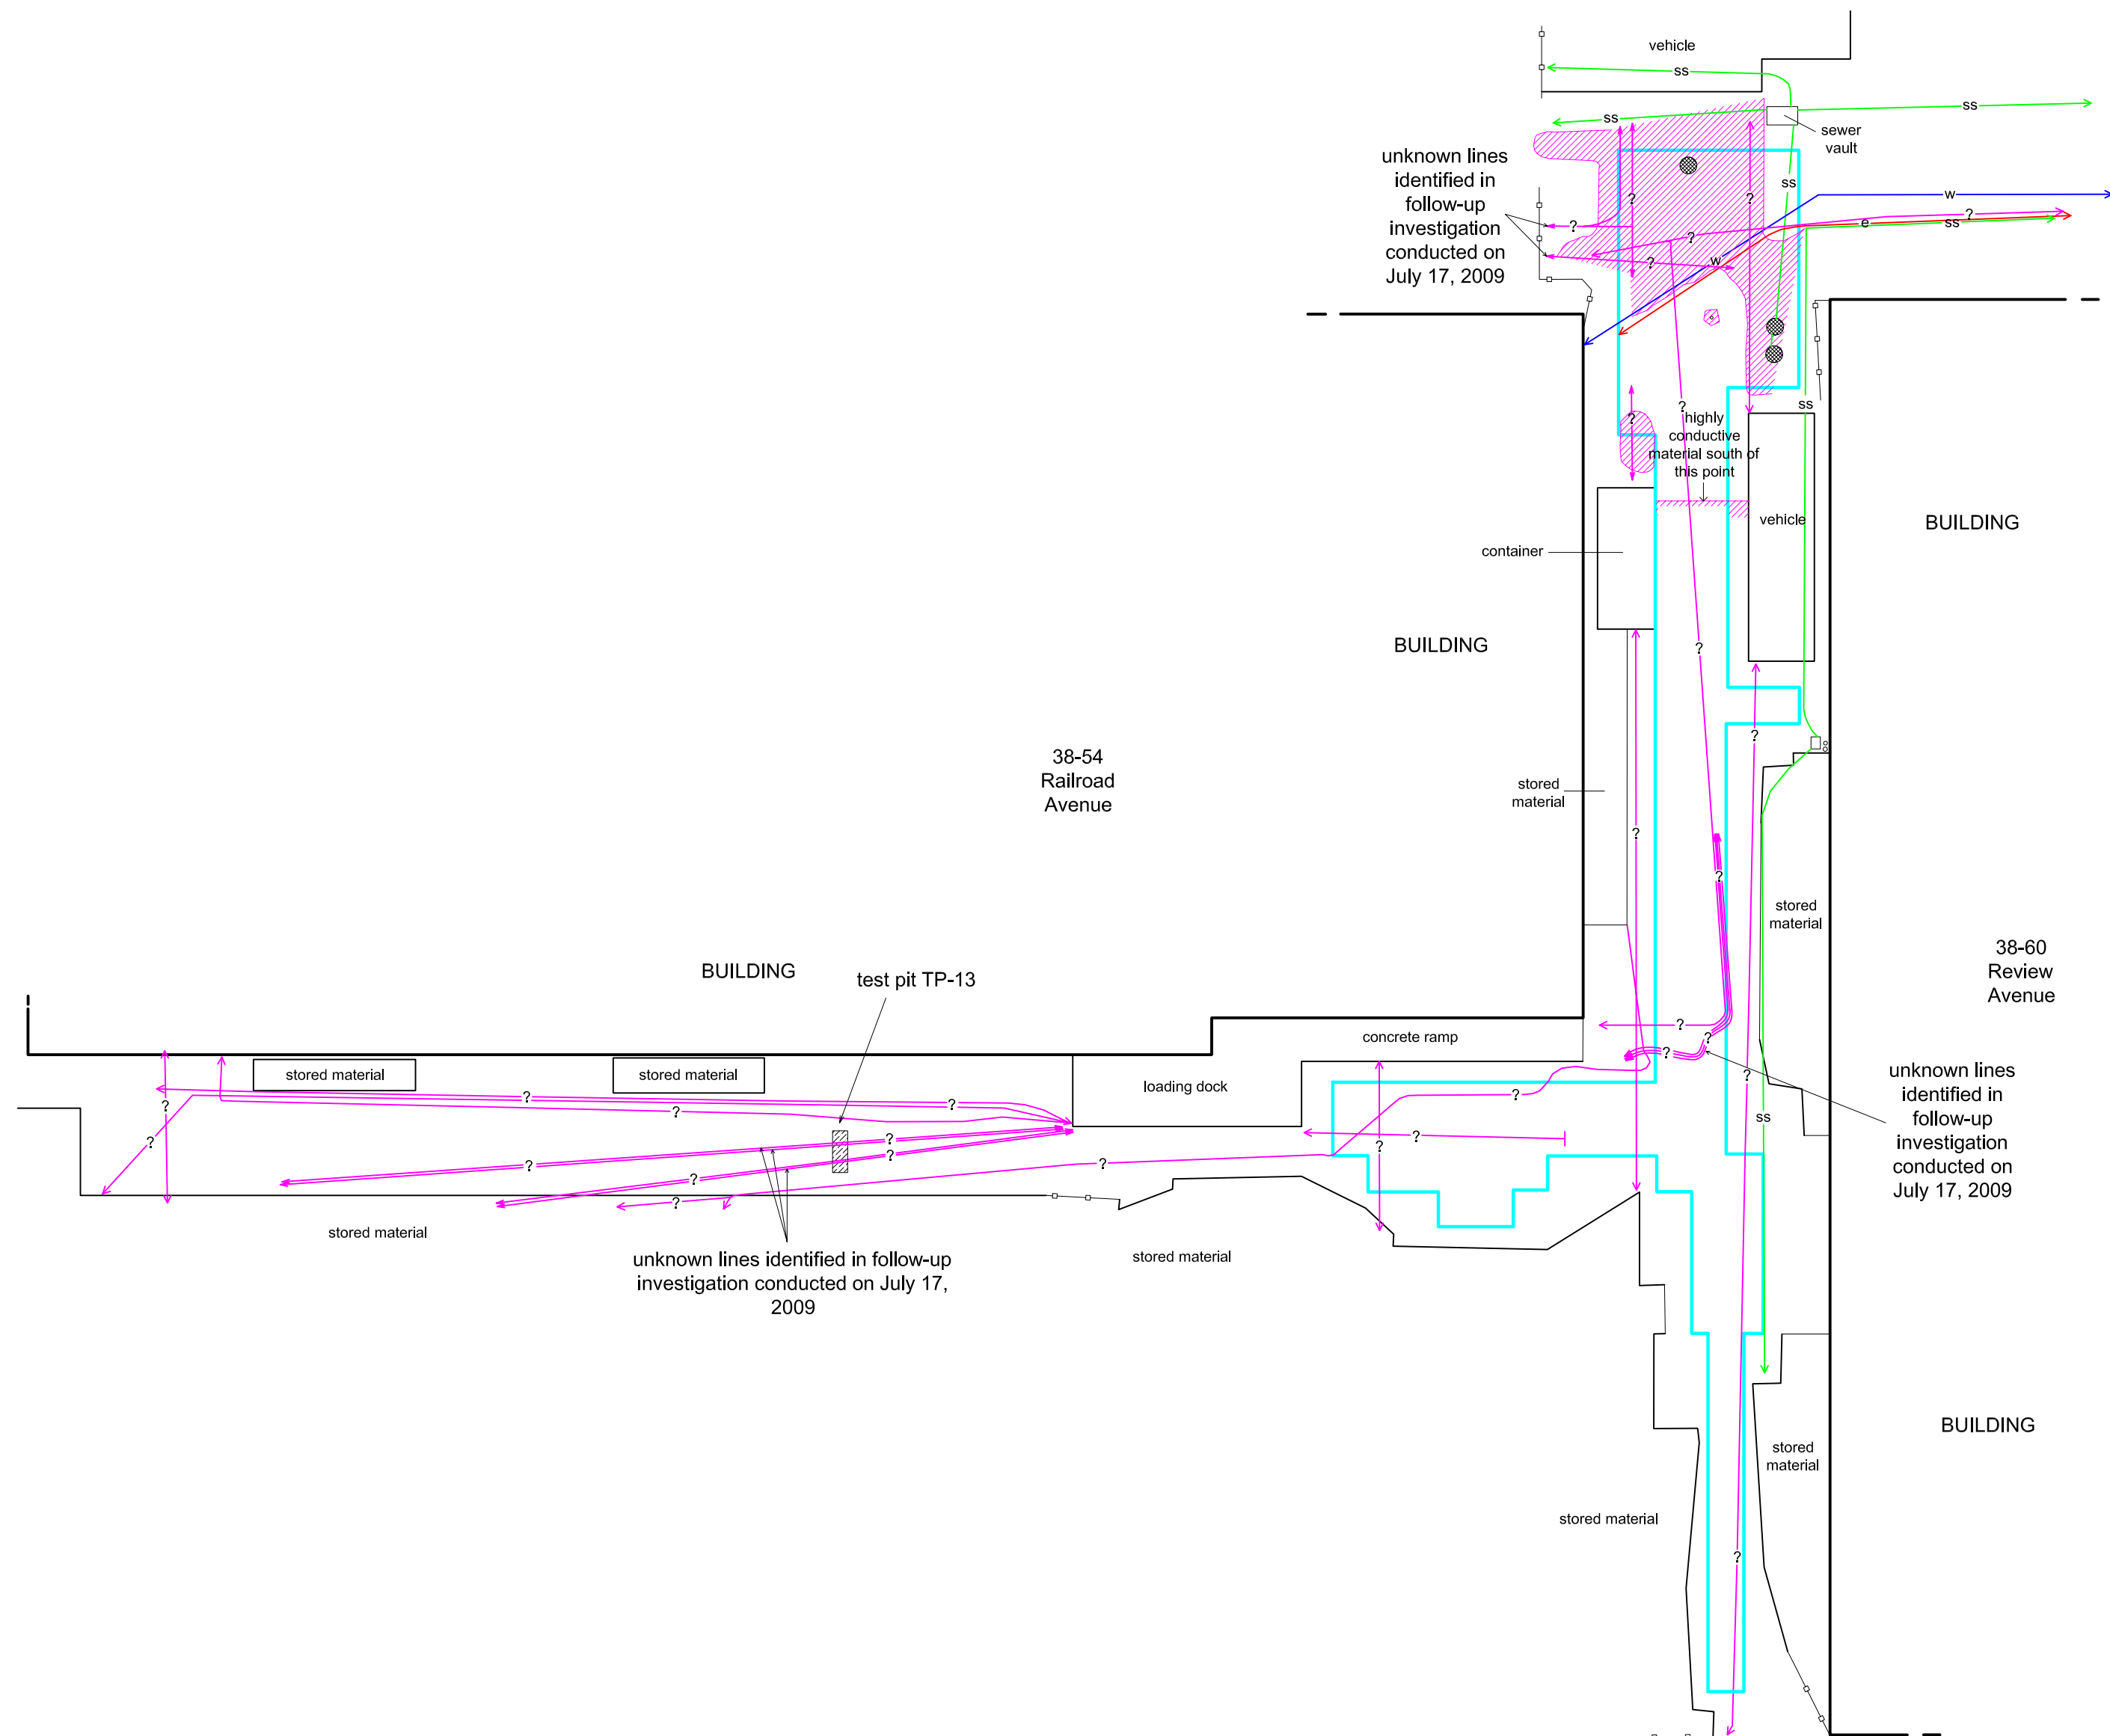 vehicle
ss
ss
ss
sewer
vault
unknown lines
identified in
follow-up
investigation
conducted on
July 17, 2009
ss
w
?
?
?
?
e
ss
?
?
w
?
?
ss
highly
conductive
material south of
this point
vehicle
BUILDING
container
BUILDING
?
?
38-54
Railroad
Avenue
stored
material
?
?
stored
material
38-60
Review
Avenue
BUILDING
test pit TP-13
concrete ramp
?
?
?
stored material
stored material
loading dock
?
unknown lines
identified in
follow-up
investigation
conducted on
July 17, 2009
?
?
?
?
?
ss
?
?
?
?
?
?
?
?
?
?
stored material
stored material
unknown lines identified in follow-up
investigation conducted on July 17,
2009
BUILDING
stored
material
stored material
?